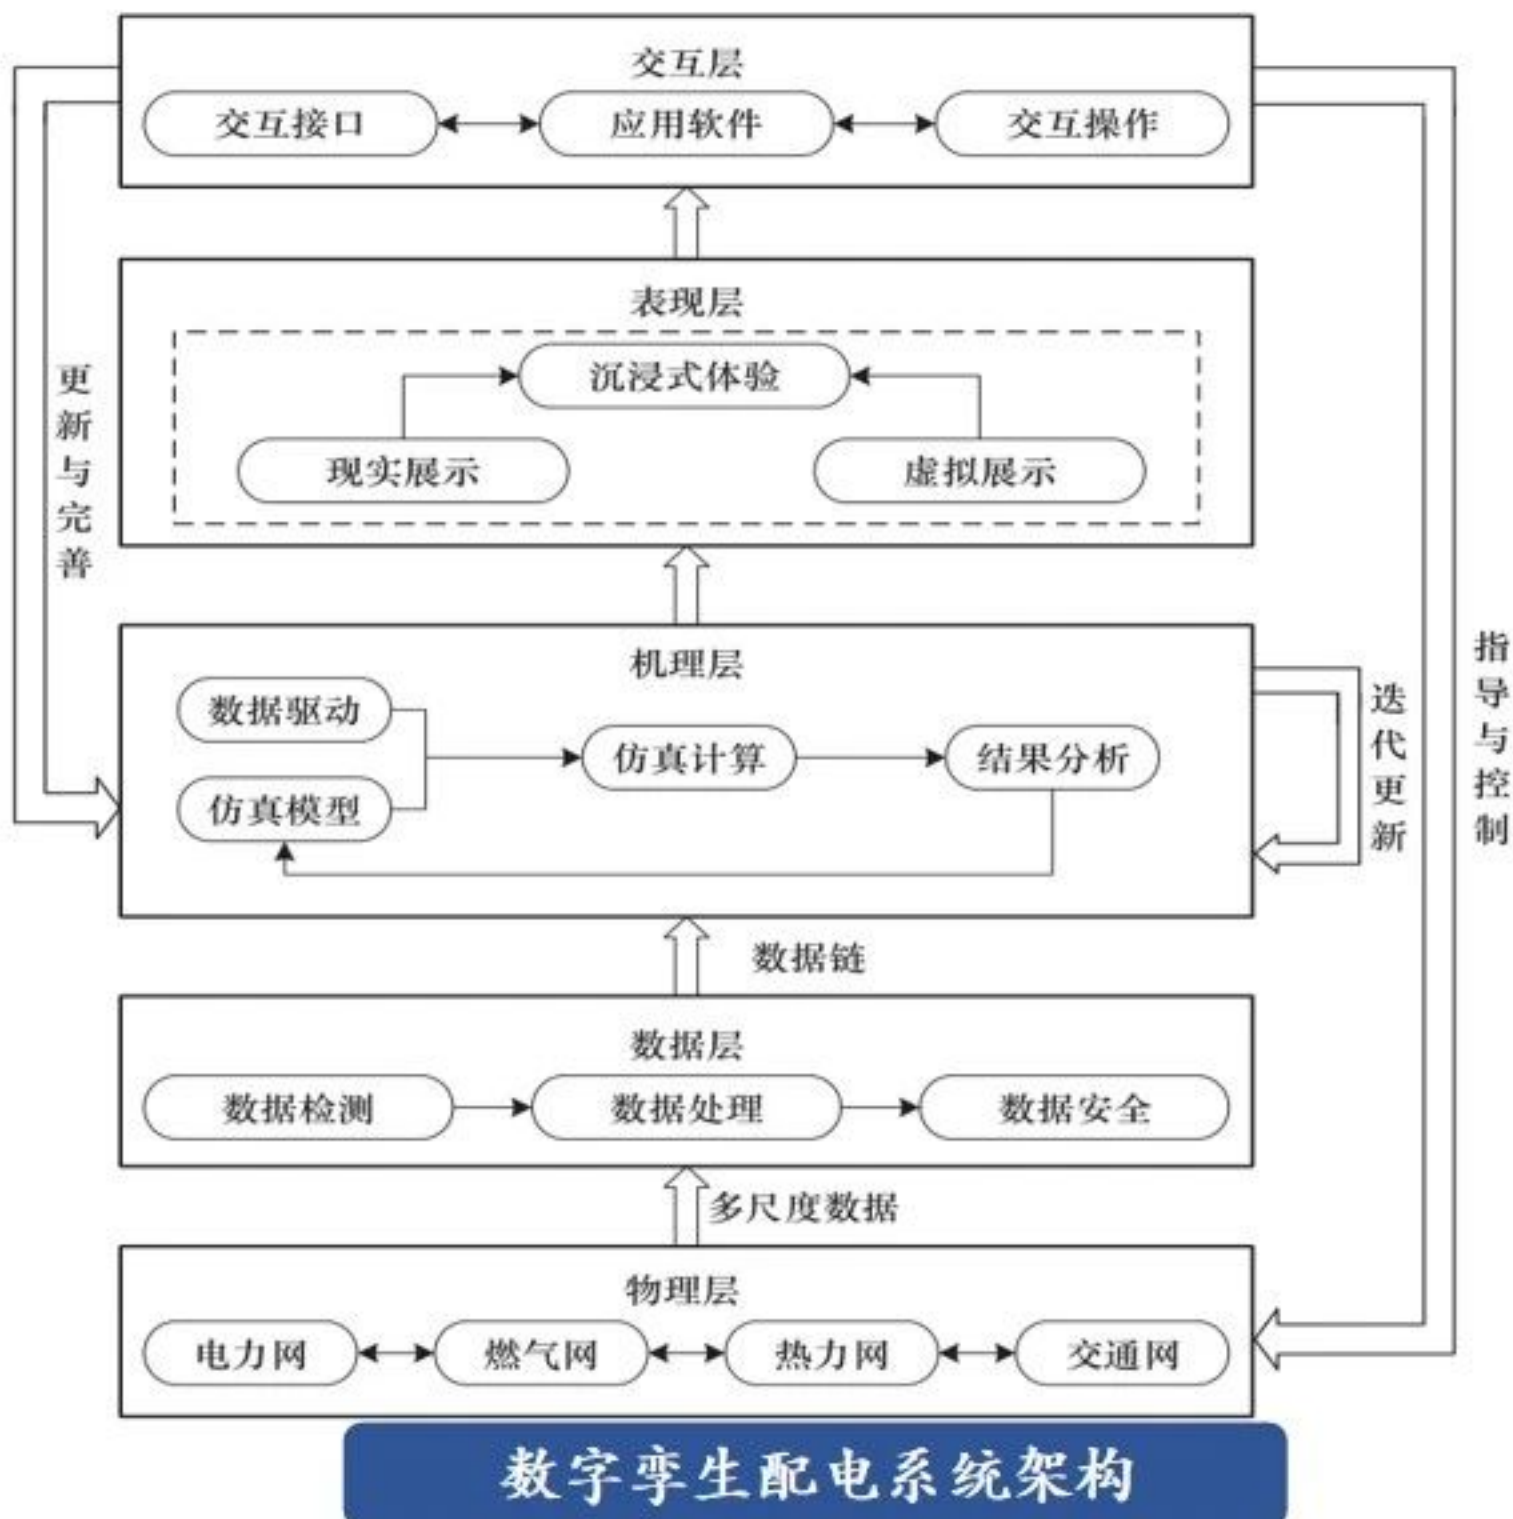 交互层
交互接口
应用软件
交互操作
表现层
沉浸式体验
现实展示
虚拟展示
更新与完善
机理层
数据驱动
仿真模型
仿真计算
结果分析
迭代更新
指导与控制
数据链
数据层
数据检测
数据处理
数据安全
多尺度数据
物理层
电力网
燃气网
热力网
交通网
数字孪生配电系统架构